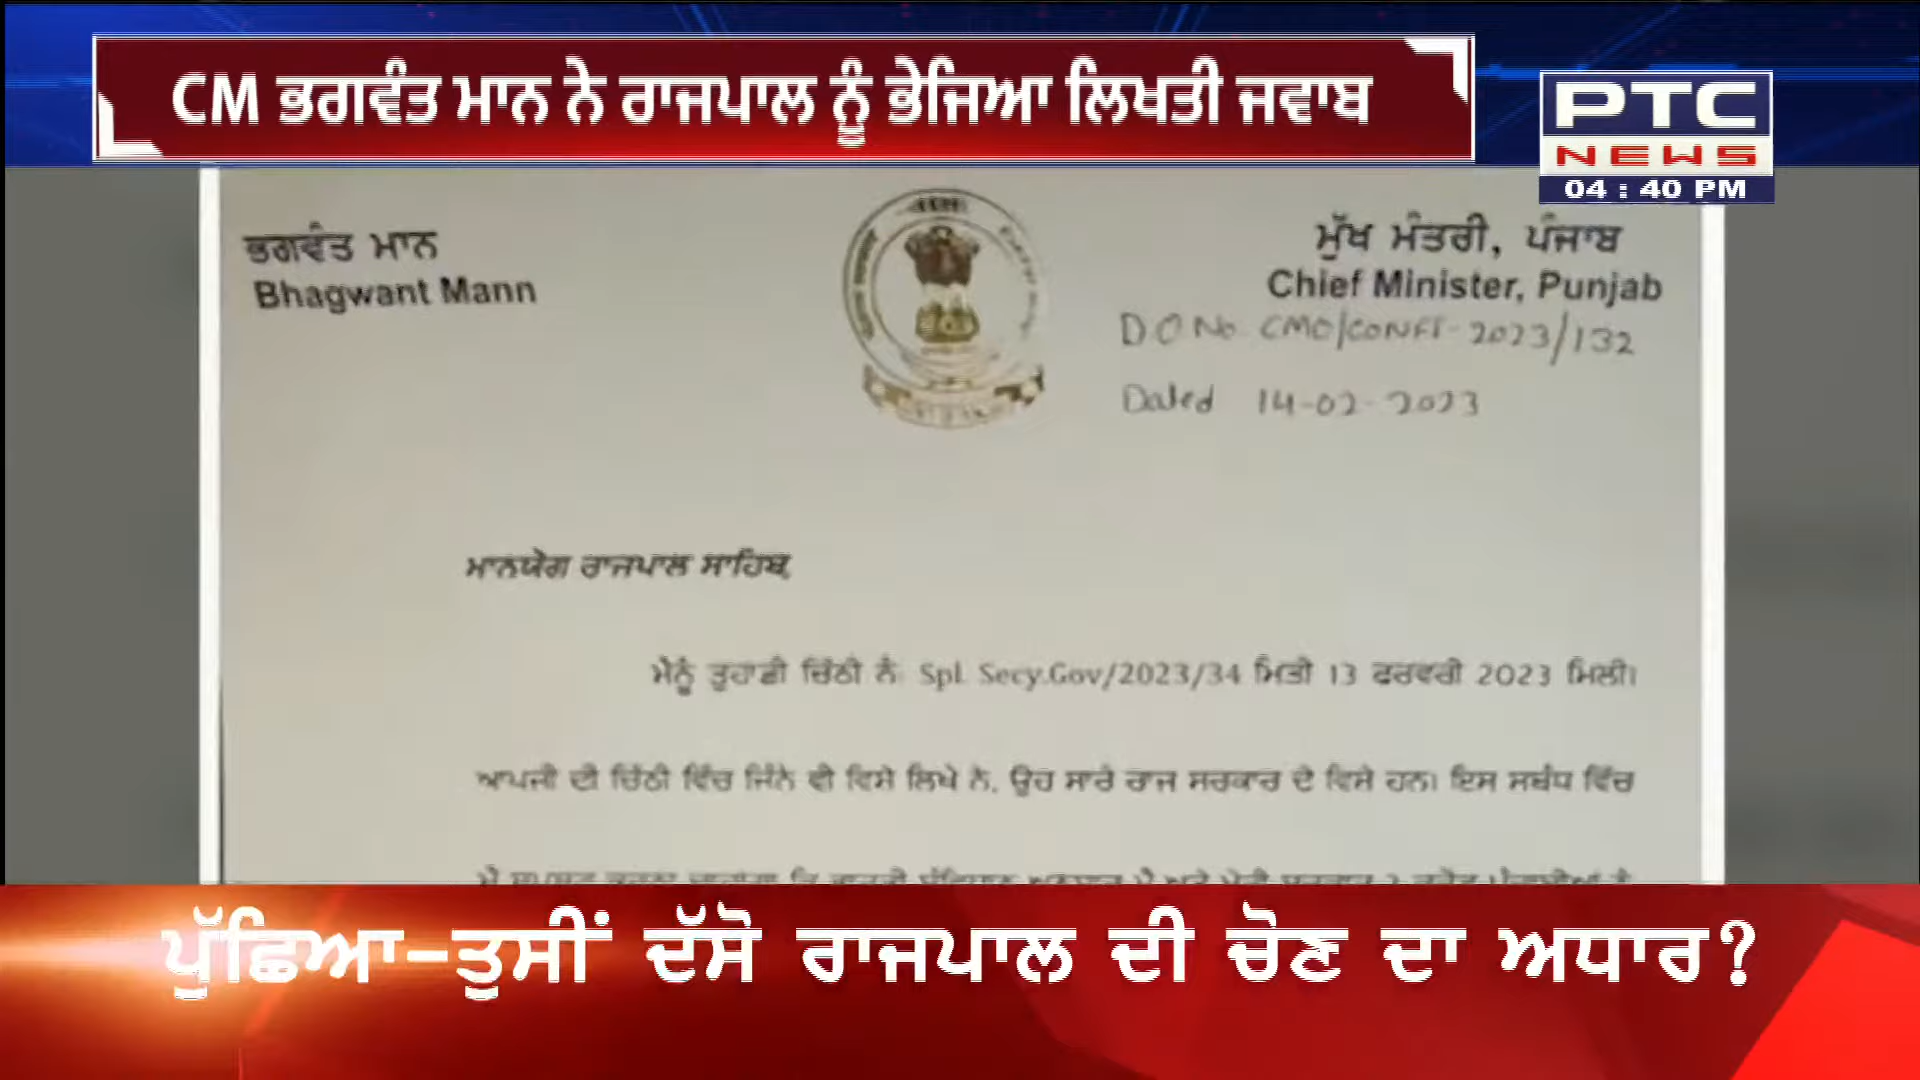 CM ਭਗਵੰਤ ਮਾਨ ਨੇ ਰਾਜਪਾਲ ਨੂੰ ਭੇਜਿਆ ਲਿਖਤੀ ਜਵਾਬ
PTC
NEWS
04 : 40 PM
ਭਗਵੰਤ ਮਾਨ
Bhagwant Mann
ਮੁੱਖ ਮੰਤਰੀ, ਪੰਜਾਬ
Chief Minister, Punjab
D O No. CMO/CONFI-2023/132
Dated 14-02-2023
ਮਾਨਯੋਗ ਰਾਜਪਾਲ ਸਾਹਿਬ,
ਮੈਨੂੰ ਤੁਹਾਡੀ ਚਿੱਠੀ ਨੰ: Spl. Secy.Gov/2023/34 ਮਿਤੀ 13 ਫਰਵਰੀ 2023 ਮਿਲੀ।
ਆਪਜੀ ਦੀ ਚਿੱਠੀ ਵਿੱਚ ਜਿੰਨੇ ਵੀ ਵਿਸੇ ਲਿਖੇ ਨੇ, ਉਹ ਸਾਰੇ ਰਾਜ ਸਰਕਾਰ ਦੇ ਵਿਸੇ ਹਨ। ਇਸ ਸਬੰਧ ਵਿੱਚ
ਪੁੱਛਿਆ-ਤੁਸੀਂ ਦੱਸੋ ਰਾਜਪਾਲ ਦੀ ਚੋਣ ਦਾ ਅਧਾਰ?